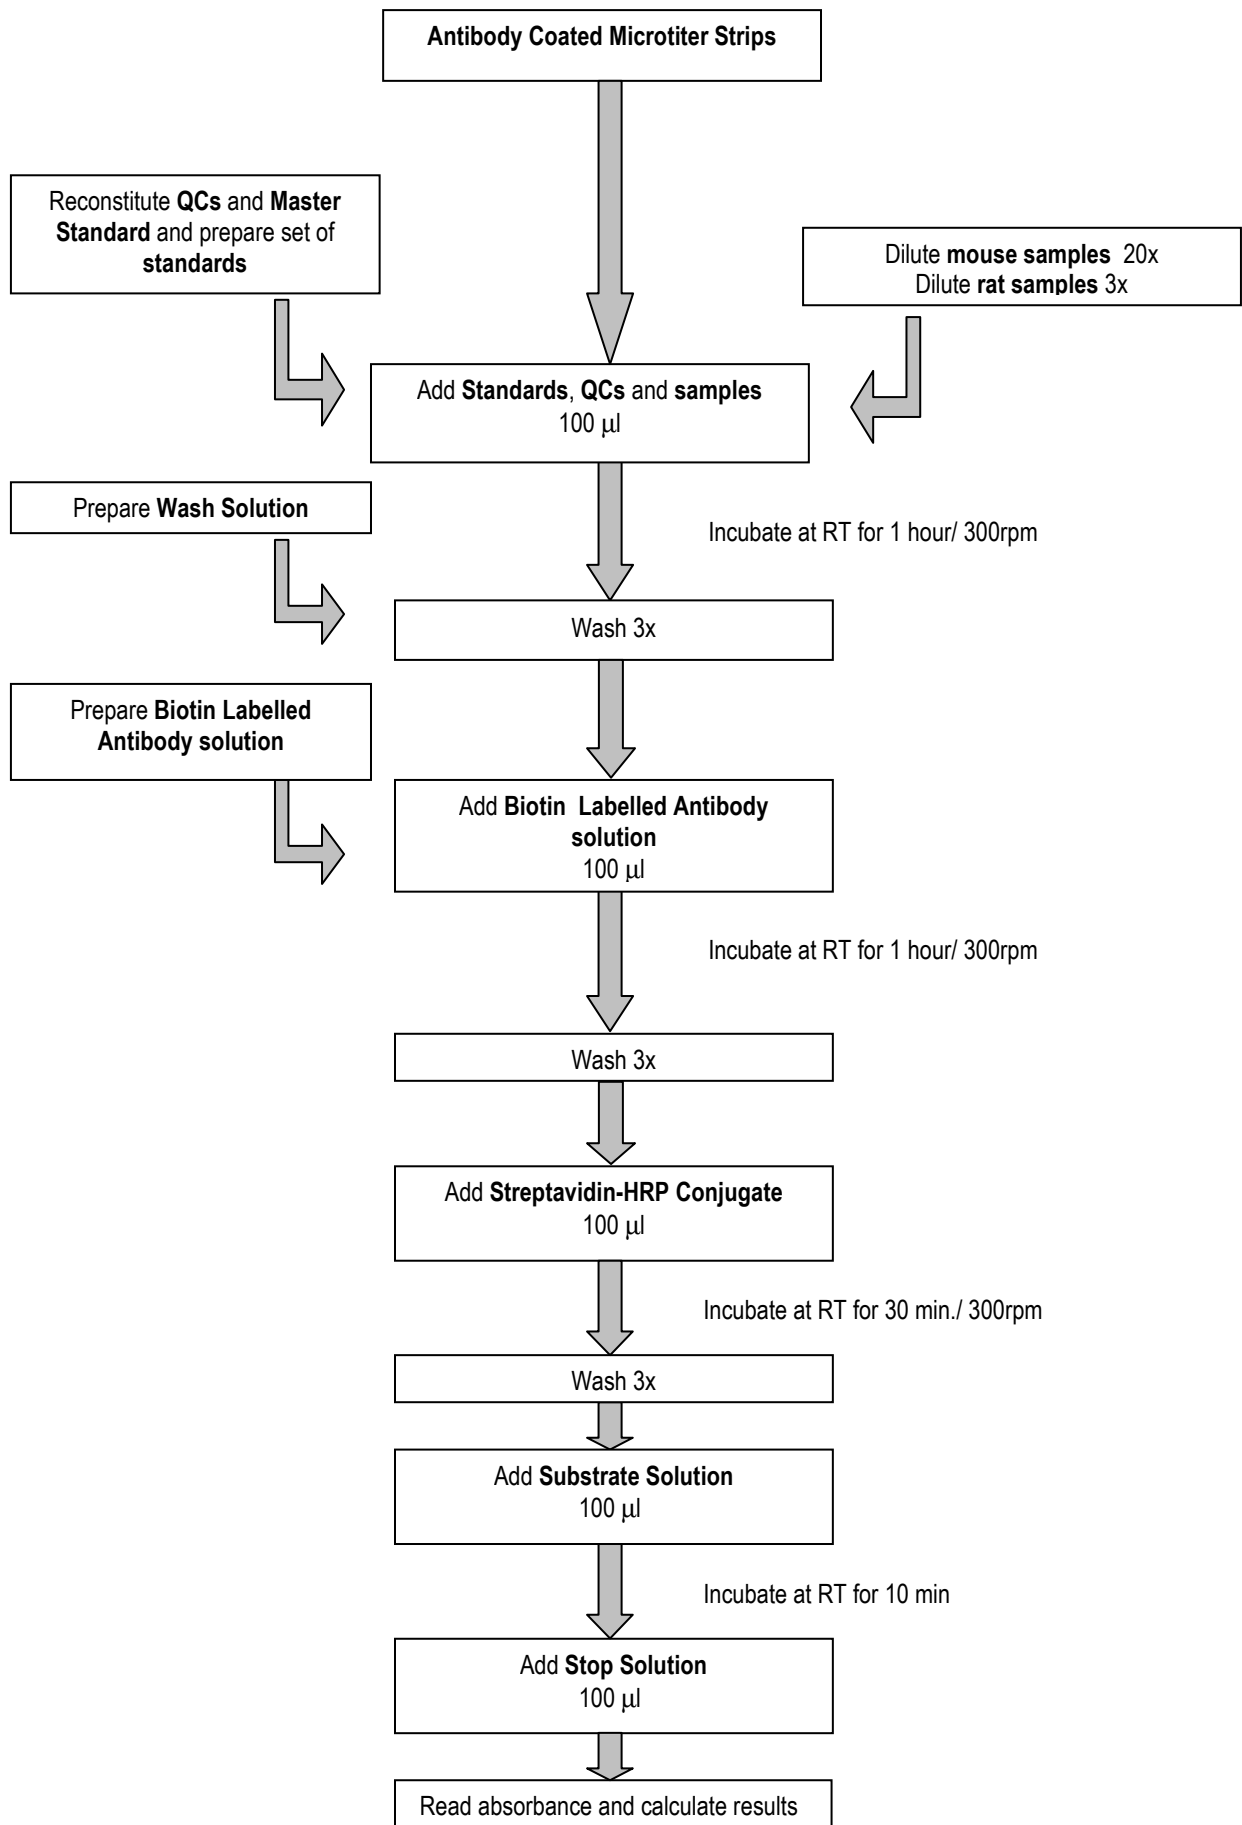 Antibody Coated Microtiter Strips
Reconstitute QCs and Master
Standard and prepare set of
standards
Dilute mouse samples 20x
Dilute rat samples 3x
Add Standards, QCs and samples
100 µl
Prepare Wash Solution
Incubate at RT for 1 hour/ 300rpm
Wash 3x
Prepare Biotin Labelled
Antibody solution
Add Biotin Labelled Antibody
solution
100 µl
Incubate at RT for 1 hour/ 300rpm
Wash 3x
Add Streptavidin-HRP Conjugate
100 µl
Incubate at RT for 30 min./ 300rpm
Wash 3x
Add Substrate Solution
100 µl
Incubate at RT for 10 min
Add Stop Solution
100 µl
Read absorbance and calculate results